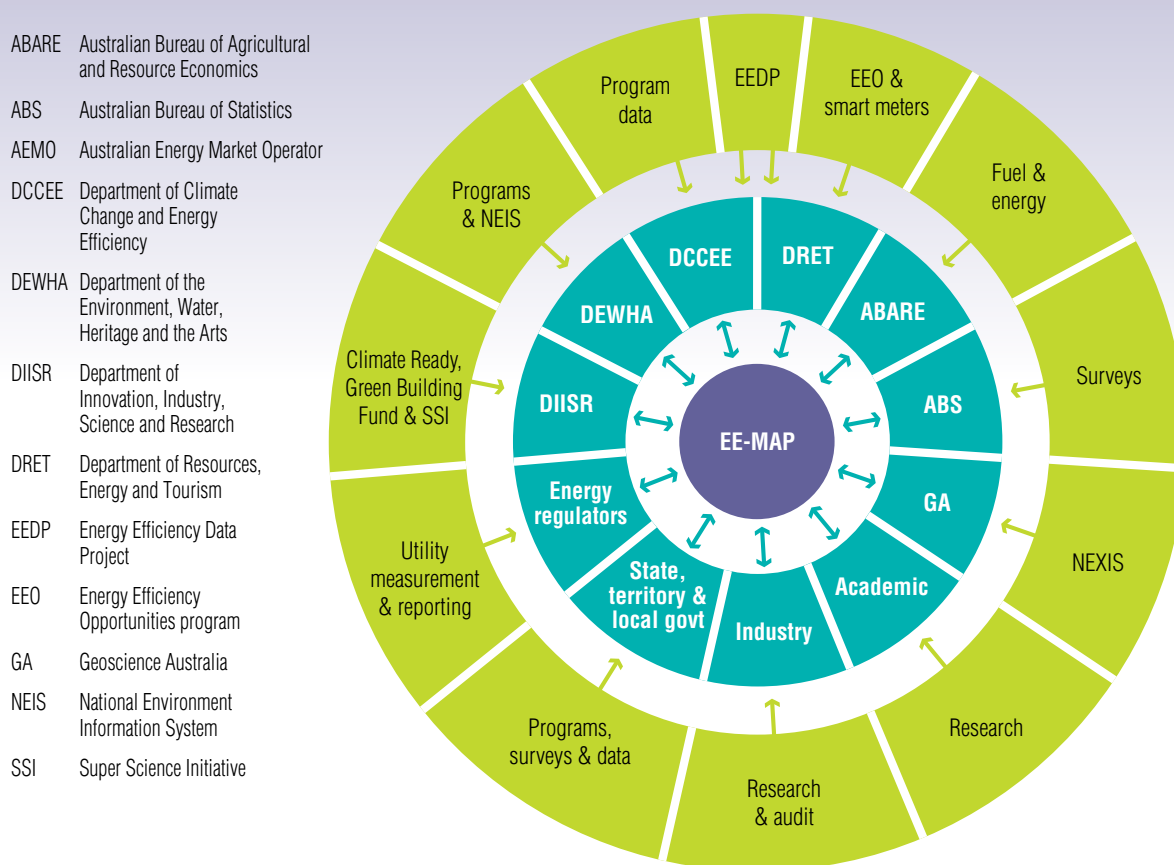 ABARE Australian Bureau of Agricultural
and Resource Economics
ABS Australian Bureau of Statistics
AEMO Australian Energy Market Operator
DCCEE Department of Climate
Change and Energy
Efficiency
DEWHA Department of the
Environment, Water,
Heritage and the Arts
DIISR Department of
Innovation, Industry,
Science and Research
DRET Department of Resources,
Energy and Tourism
EEDP Energy Efficiency Data
Project
EEO Energy Efficiency
Opportunities program
GA Geoscience Australia
NEIS National Environment
Information System
SSI Super Science Initiative
EEDP
EEO &
smart meters
Fuel &
energy
Surveys
NEXIS
Research
Research
& audit
Programs,
surveys & data
Utility
measurement
& reporting
Climate Ready,
Green Building
Fund & SSI
Programs
& NEIS
Program
data
DCCEE
DRET
ABARE
ABS
GA
Academic
Industry
State,
territory &
local govt
Energy
regulators
DIISR
DEWHA
EE-MAP